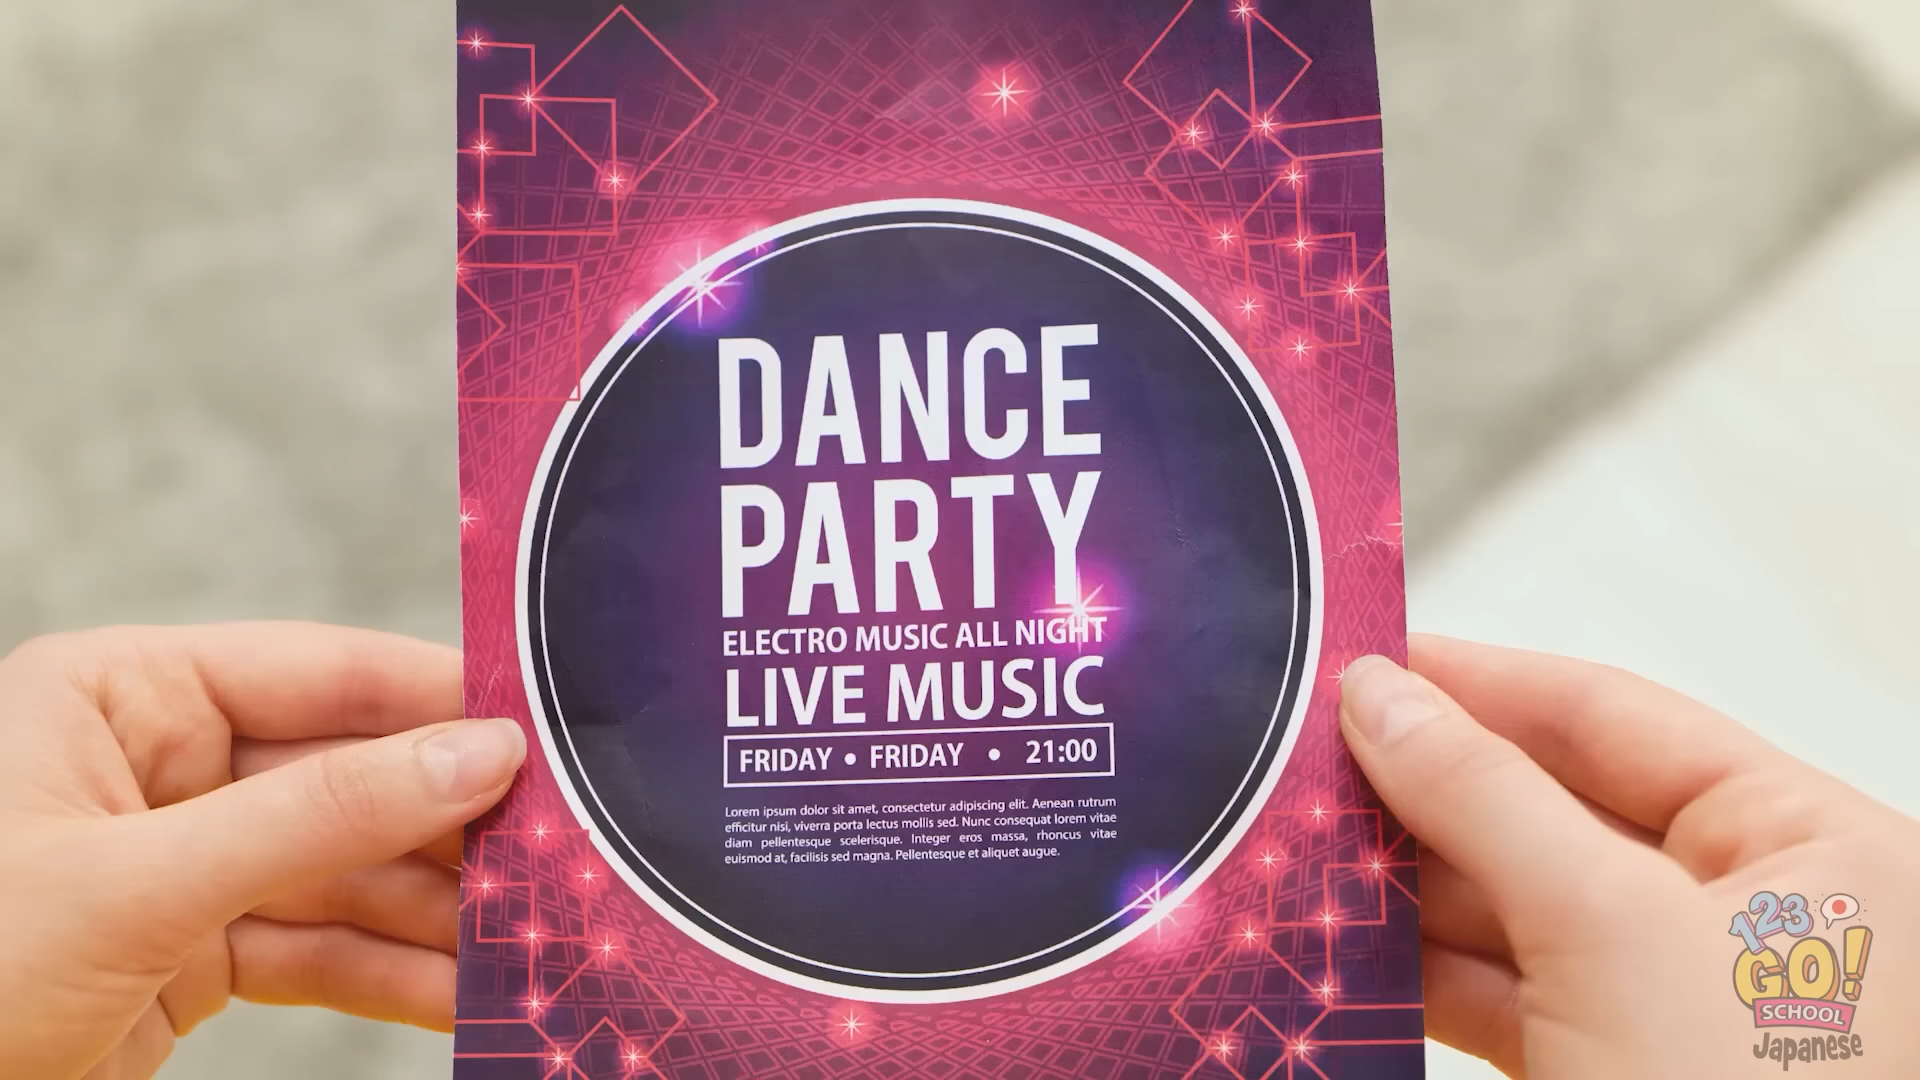 DANCE
PARTY
ELECTRO MUSIC ALL NIGHT
LIVE MUSIC
FRIDAY • FRIDAY • 21:00
Lorem ipsum dolor sit amet, consectetur adipiscing elit. Aenean rutrum
efficitur nisi, viverra porta lectus mollis sed. Nunc consequat lorem vitae
diam pellentesque scelerisque. Integer eros massa, rhoncus vitae
euismod at, facilisis sed magna. Pellentesque et aliquet augue.
123
GO!
SCHOOL
Japanese